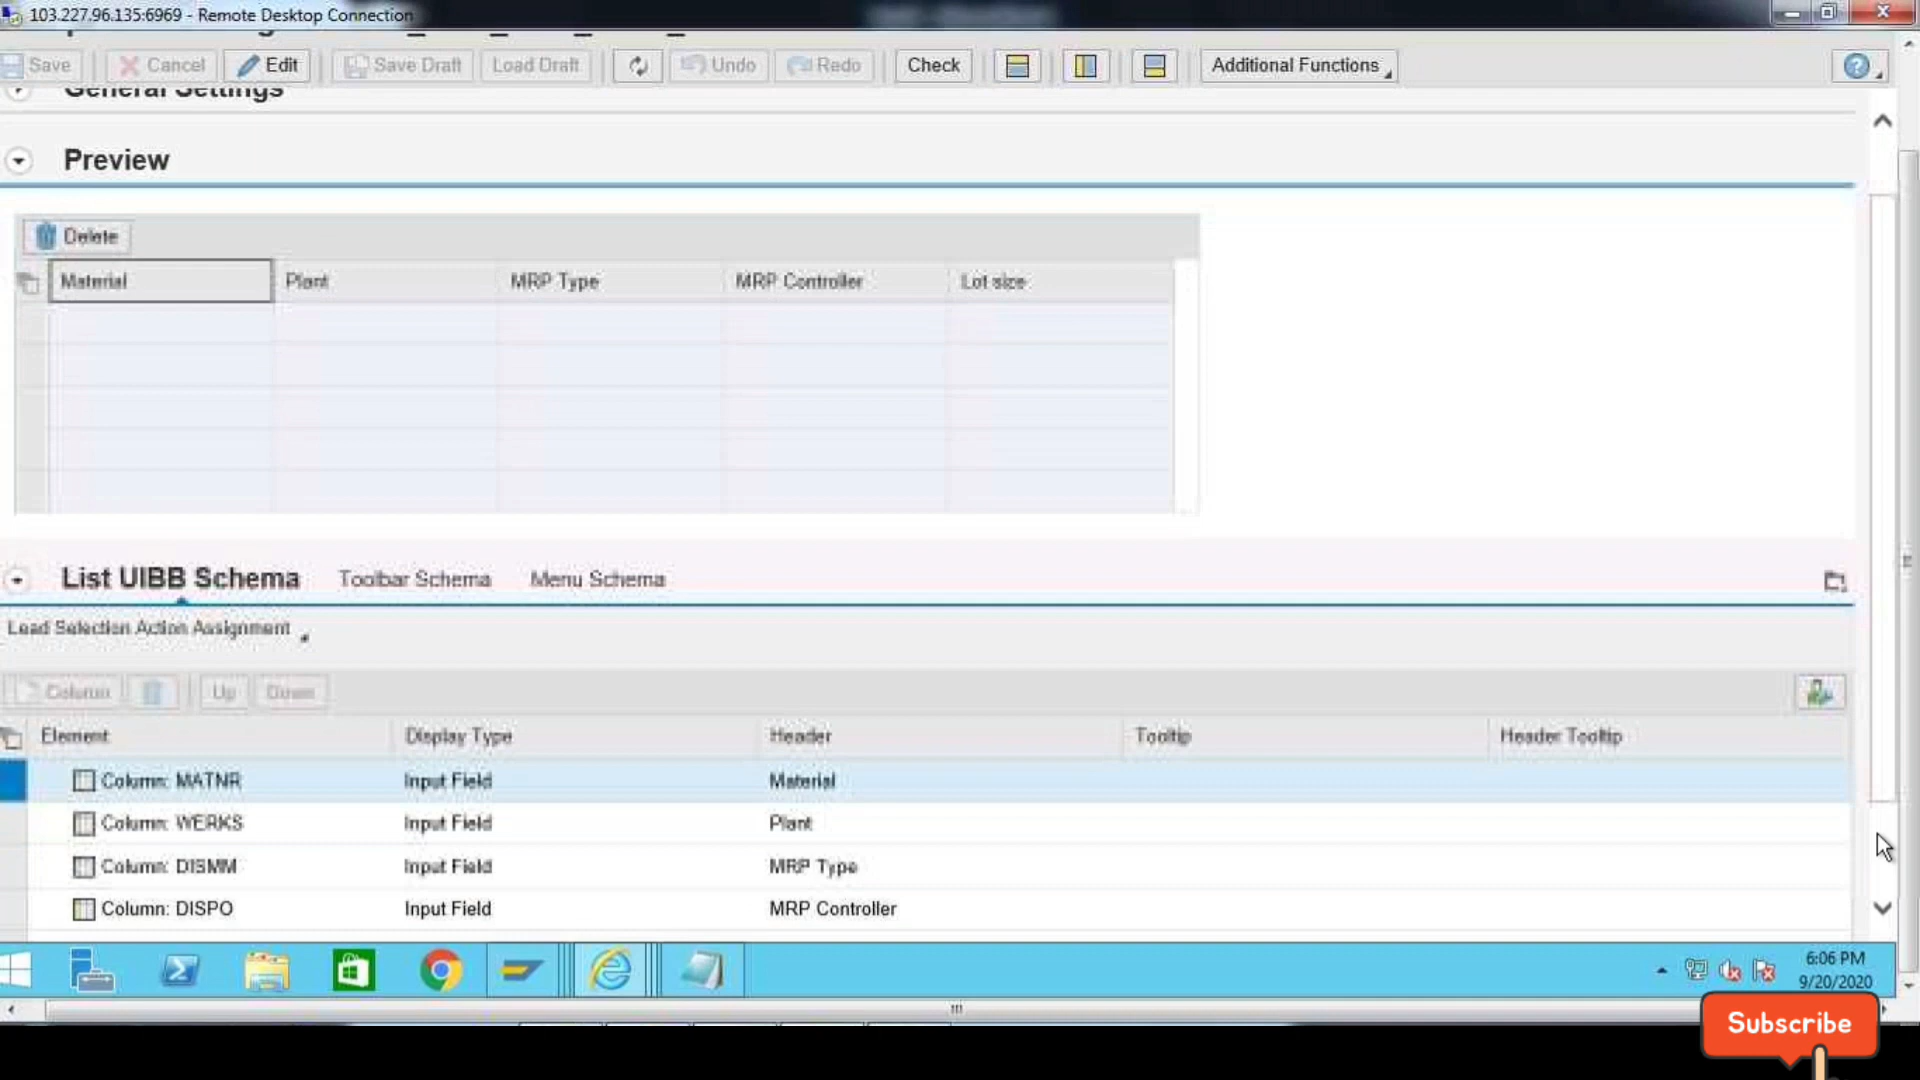 103.227.96.135:6969 - Remote Desktop Connection
Save Cancel Edit Save Draft Load Draft Undo Redo Check Additional Functions
General Settings
Preview
Delete
Material Plant MRP Type MRP Controller Lot size
List UIBB Schema Toolbar Schema Menu Schema
Lead Selection Action Assignment
Column Up Down
Element Display Type Header Tooltip Header Tooltip
Column: MATNR Input Field Material
Column: WERKS Input Field Plant
Column: DISMM Input Field MRP Type
Column: DISPO Input Field MRP Controller
6:06 PM
9/20/2020
Subscribe